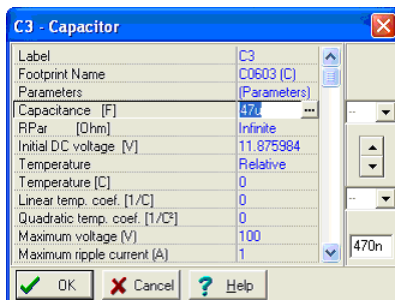 C3 - Capacitor
Label C3
Footprint Name C0603 (C)
Parameters (Parameters)
Capacitance [F] 47u ...
RPar [Ohm] Infinite
Initial DC voltage [V] 11.875984
Temperature Relative
Temperature [C] 0
Linear temp. coef. [1/C] 0
Quadratic temp. coef. [1/C²] 0
Maximum voltage (V) 100
Maximum ripple current (A) 1
--
--
470n
OK Cancel ? Help